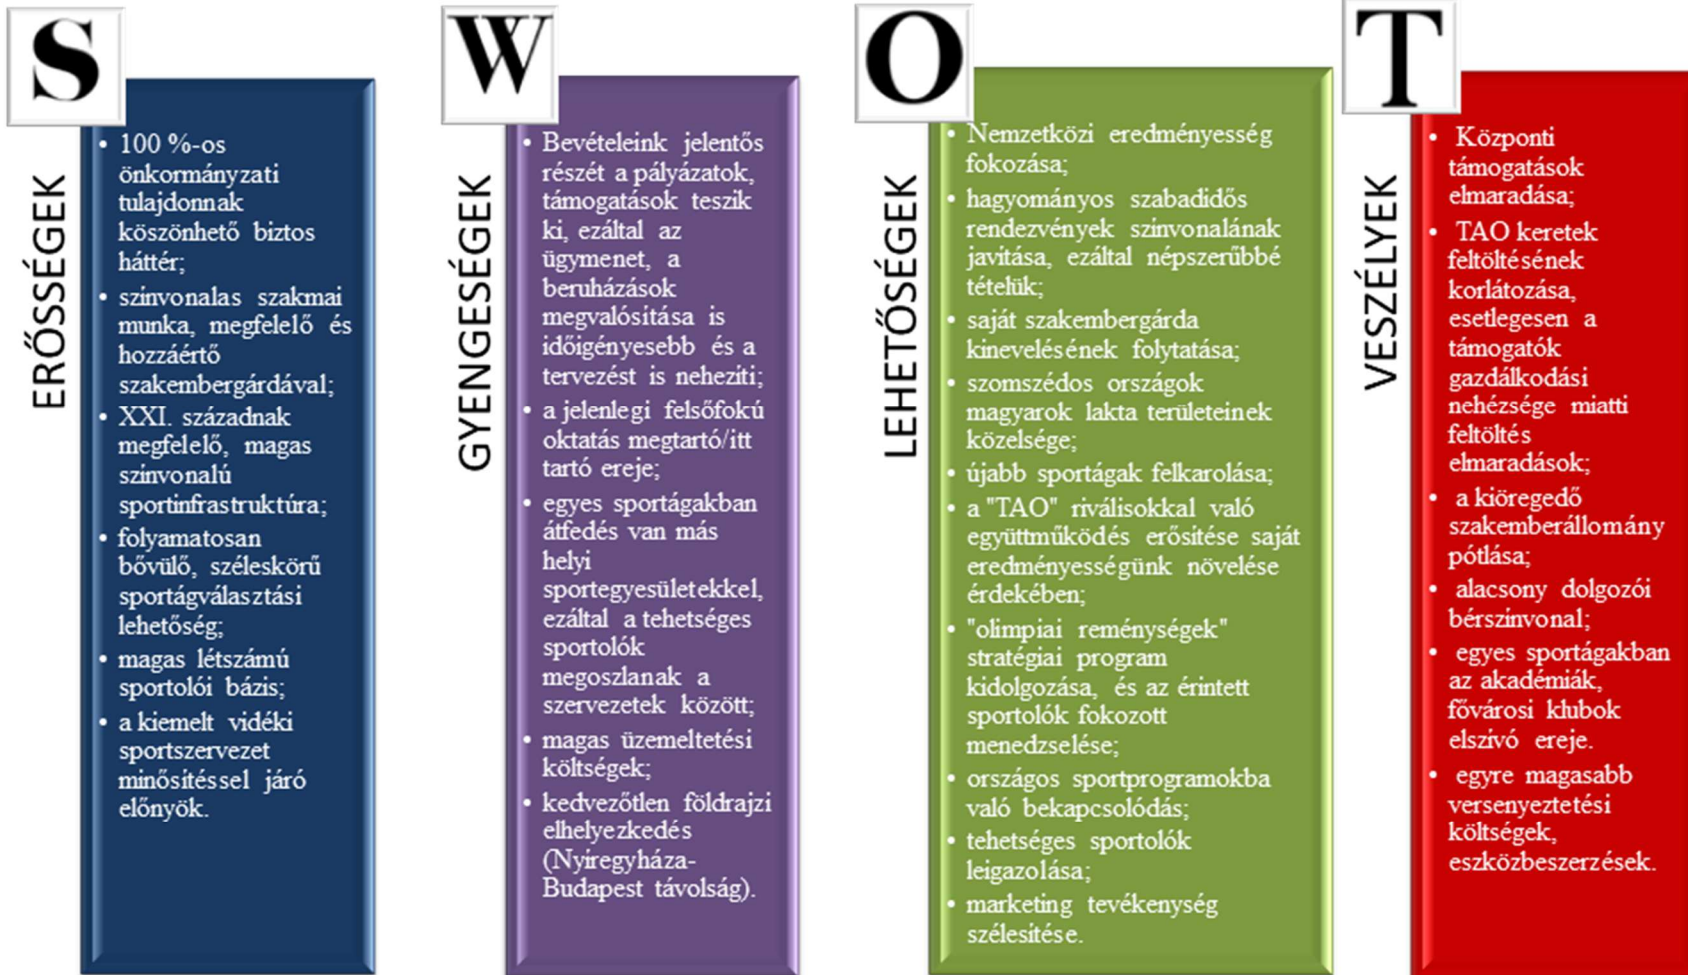 S
ERŐSSÉGEK
• 100 %-os
önkormányzati
tulajdonnak
köszönhető biztos
háttér;
• színvonalas szakmai
munka, megfelelő és
hozzáértő
szakembergárdával;
• XXI. századnak
megfelelő, magas
színvonalú
sportinfrastruktúra;
• folyamatosan
bővülő, széleskörű
sportágválasztási
lehetőség;
• magas létszámú
sportolói bázis;
• a kiemelt vidéki
sportszervezet
minősítéssel járó
előnyök.
W
GYENGESÉGEK
• Bevételeink jelentős
részét a pályázatok,
támogatások teszik
ki, ezáltal az
ügymenet, a
beruházások
megvalósítása is
időigényesebb és a
tervezést is nehezíti;
• a jelenlegi felsőfokú
oktatás megtartó/itt
tartó ereje;
• egyes sportágakban
átfedés van más
helyi
sportegyesületekkel,
ezáltal a tehetséges
sportolók
megoszlanak a
szervezetek között;
• magas üzemeltetési
költségek;
• kedvezőtlen földrajzi
elhelyezkedés
(Nyíregyháza-
Budapest távolság).
O
LEHETŐSÉGEK
• Nemzetközi eredményesség
fokozása;
• hagyományos szabadidős
rendezvények színvonalának
javítása, ezáltal népszerűbbé
tételük;
• saját szakembergárda
kinevelésének folytatása;
• szomszédos országok
magyarok lakta területeinek
közelsége;
• újabb sportágak felkarolása;
• a "TAO" riválisokkal való
együttműködés erősítése saját
eredményességünk növelése
érdekében;
• "olimpiai reménységek"
stratégiai program
kidolgozása, és az érintett
sportolók fokozott
menedzselése;
• országos sportprogramokba
való bekapcsolódás;
• tehetséges sportolók
leigazolása;
• marketing tevékenység
szélesítése.
T
VESZÉLYEK
• Központi
támogatások
elmaradása;
• TAO keretek
feltöltésének
korlátozása,
esetlegesen a
támogatók
gazdálkodási
nehézsége miatti
feltöltés
elmaradások;
• a kiöregedő
szakemberállomány
pótlása;
• alacsony dolgozói
bérszínvonal;
• egyes sportágakban
az akadémiák,
fővárosi klubok
elszívó ereje.
• egyre magasabb
versenyeztetési
költségek,
eszközbeszerzések.